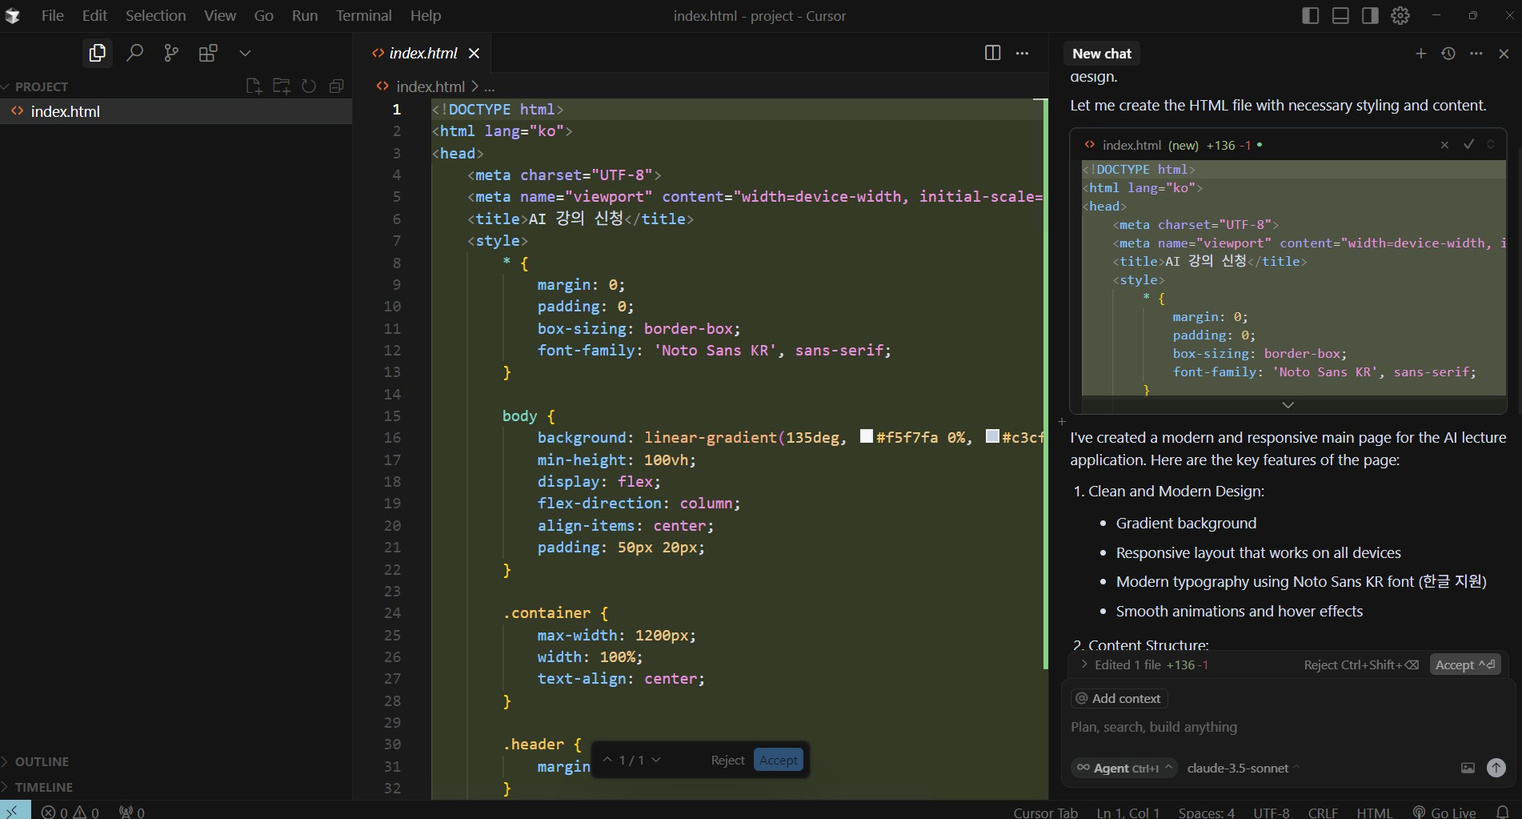 File Edit Selection View Go Run Terminal Help
index.html - project - Cursor
PROJECT
index.html
OUTLINE
TIMELINE
index.html
index.html > ...
1 <!DOCTYPE html>
2 <html lang="ko">
3 <head>
4 <meta charset="UTF-8">
5 <meta name="viewport" content="width=device-width, initial-scale=
6 <title>AI 강의 신청</title>
7 <style>
8 * {
9 margin: 0;
10 padding: 0;
11 box-sizing: border-box;
12 font-family: 'Noto Sans KR', sans-serif;
13 }
14
15 body {
16 background: linear-gradient(135deg, #f5f7fa 0%, #c3cf
17 min-height: 100vh;
18 display: flex;
19 flex-direction: column;
20 align-items: center;
21 padding: 50px 20px;
22 }
23
24 .container {
25 max-width: 1200px;
26 width: 100%;
27 text-align: center;
28 }
29
30 .header {
31 margin
32 }
1 / 1 Reject Accept
New chat
design.
Let me create the HTML file with necessary styling and content.
index.html (new) +136 -1
<!DOCTYPE html>
<html lang="ko">
<head>
<meta charset="UTF-8">
<meta name="viewport" content="width=device-width, i
<title>AI 강의 신청</title>
<style>
* {
margin: 0;
padding: 0;
box-sizing: border-box;
font-family: 'Noto Sans KR', sans-serif;
}
I've created a modern and responsive main page for the AI lecture
application. Here are the key features of the page:
1. Clean and Modern Design:
• Gradient background
• Responsive layout that works on all devices
• Modern typography using Noto Sans KR font (한글 지원)
• Smooth animations and hover effects
2. Content Structure:
Edited 1 file +136 -1 Reject Ctrl+Shift+⌫ Accept ^⏎
@ Add context
Plan, search, build anything
∞ Agent Ctrl+I claude-3.5-sonnet
0 0 0 Cursor Tab Ln 1, Col 1 Spaces: 4 UTF-8 CRLF HTML Go Live